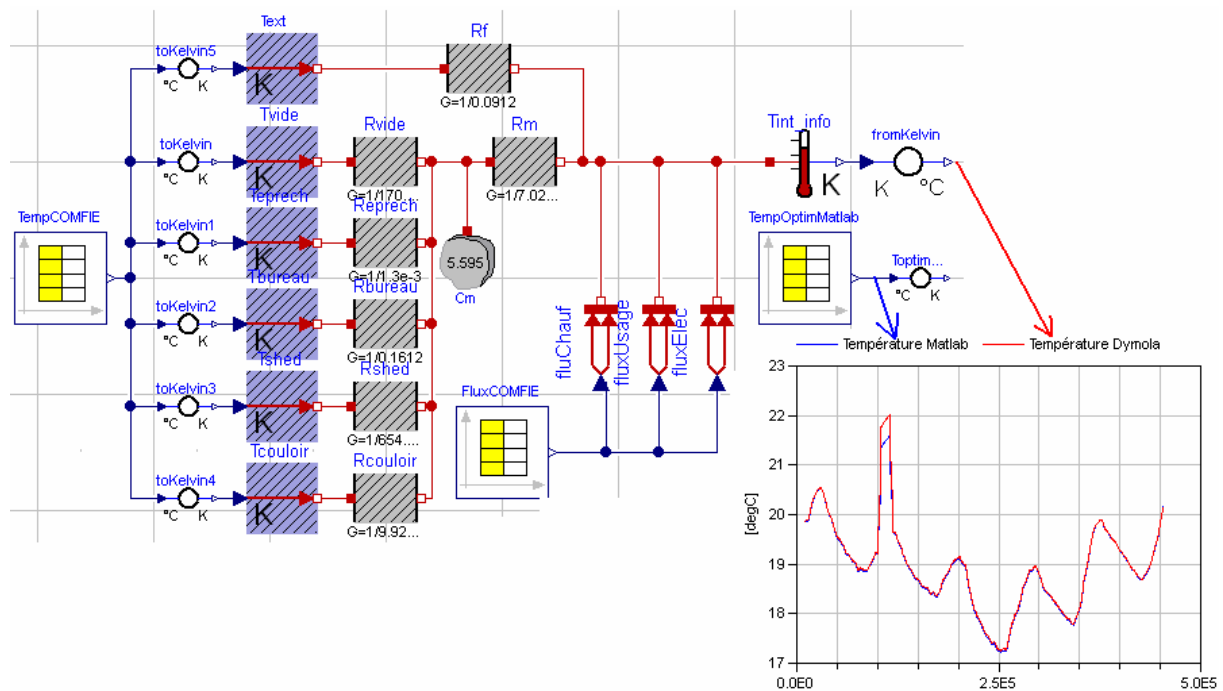 Text
toKelvin5
Rf
°C K
K
G=1/0.0912
Tvide
toKelvin
Rvide
Rm
Tint_info
fromKelvin
°C K
K
G=1/170...
G=1/7.02...
K
K
°C
Teprech
Reprech
TempCOMFIE
toKelvin1
TempOptimMatlab
°C K
K
G=1/1.3e-3
5.595
Cm
Toptim...
°C K
Tbureau
Rbureau
toKelvin2
°C K
K
G=1/0.1612
fluChauf
fluxUsage
fluxElec
Température Matlab
Température Dymola
Tshed
Rshed
toKelvin3
FluxCOMFIE
°C K
K
G=1/654....
Tcouloir
Rcouloir
toKelvin4
°C K
K
G=1/9.92...
23
22
21
20
19
18
17
[degC]
0.0E0
2.5E5
5.0E5